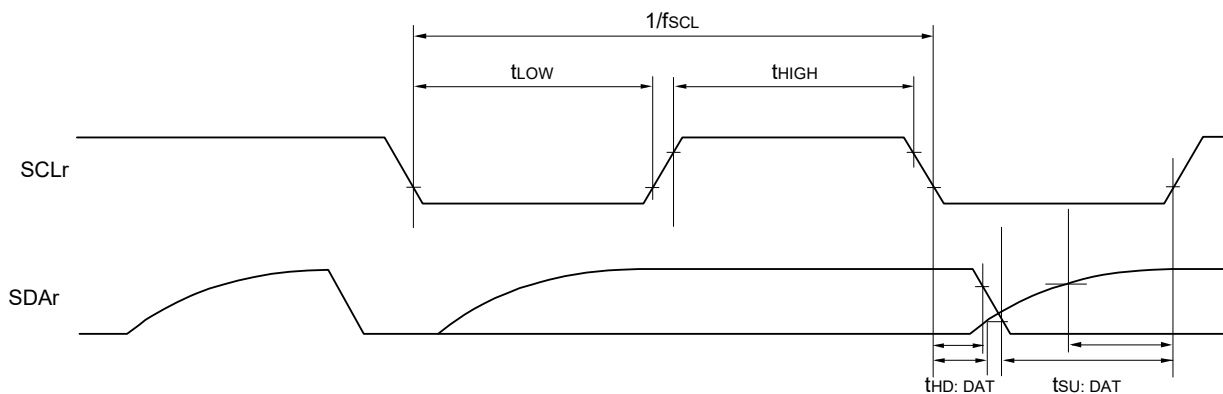 1/fSCL
tLOW
tHIGH
SCLr
SDAr
tHD: DAT
tSU: DAT